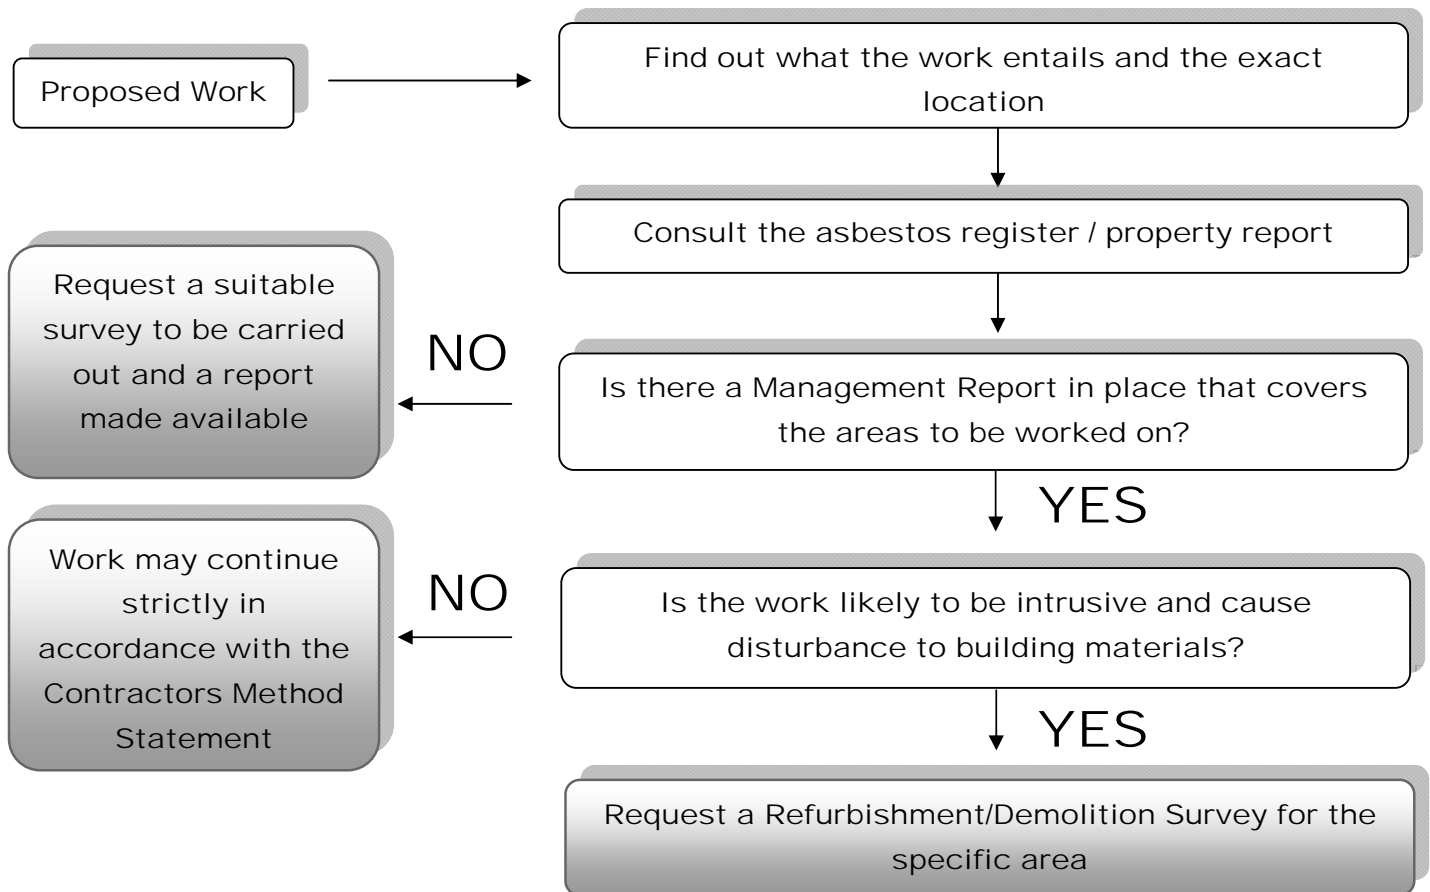 Proposed Work
Find out what the work entails and the exact
location
Consult the asbestos register / property report
Is there a Management Report in place that covers
the areas to be worked on?
NO
Request a suitable
survey to be carried
out and a report
made available
YES
Is the work likely to be intrusive and cause
disturbance to building materials?
NO
Work may continue
strictly in
accordance with the
Contractors Method
Statement
YES
Request a Refurbishment/Demolition Survey for the
specific area